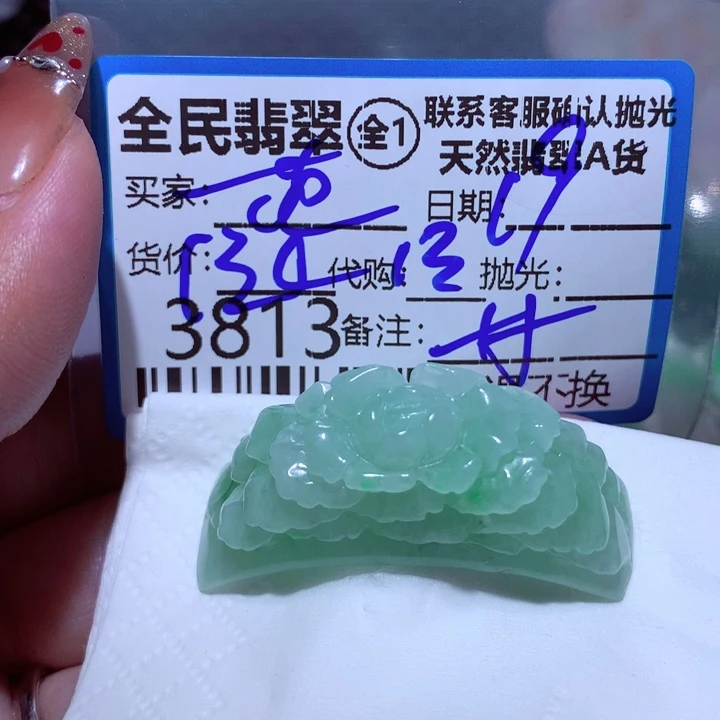 全民翡翠 全1 联系客服确认抛光
天然翡翠A货
买家: 日期: 19
货价: 代购: 抛光:
3813 备注:
不换